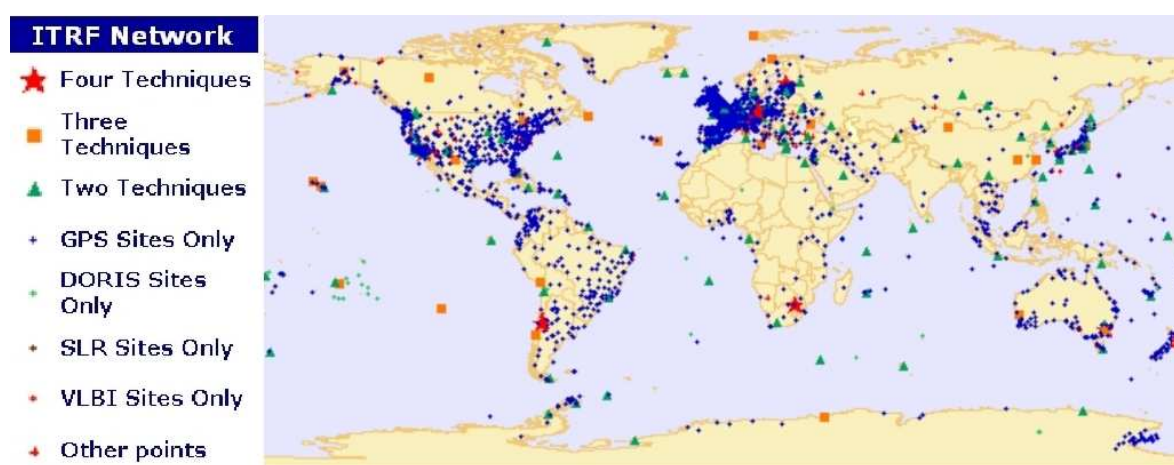 ITRF Network
Four Techniques
Three
Techniques
Two Techniques
GPS Sites Only
DORIS Sites
Only
SLR Sites Only
VLBI Sites Only
Other points